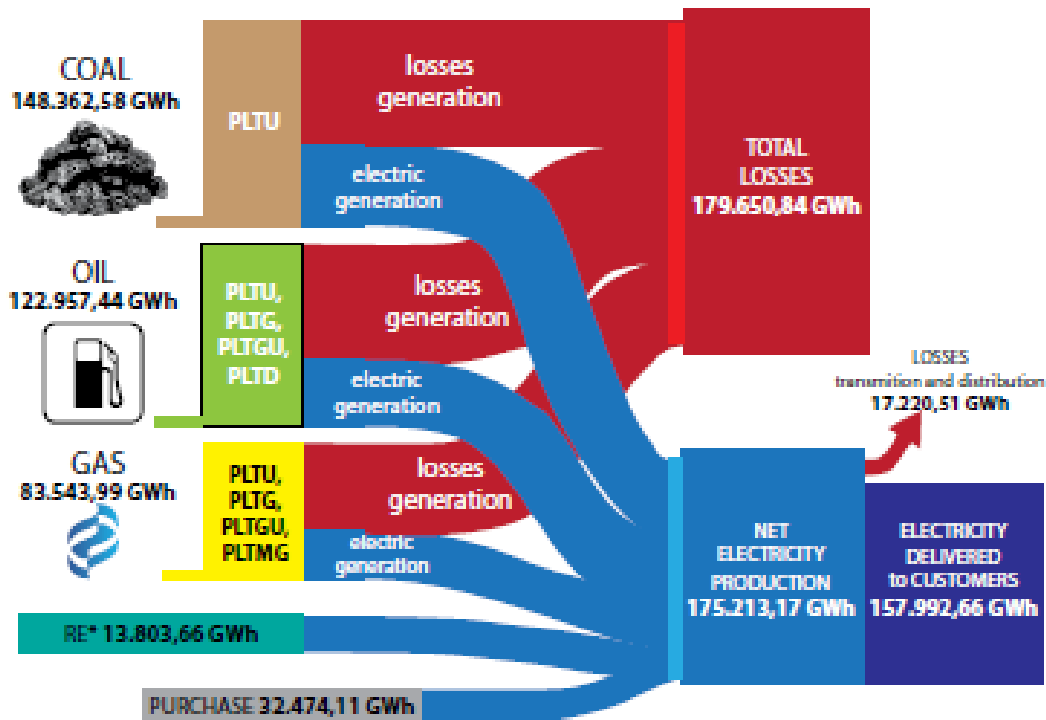 COAL
148.362,58 GWh
PLTU
losses
generation
electric
generation
TOTAL
LOSSES
179.650,84 GWh
OIL
122.957,44 GWh
PLTU,
PLTG,
PLTGU,
PLTD
losses
generation
electric
generation
LOSSES
transmition and distribution
17.220,51 GWh
GAS
83.543,99 GWh
PLTU,
PLTG,
PLTGU,
PLTMG
losses
generation
electric
generation
NET
ELECTRICITY
PRODUCTION
175.213,17 GWh
ELECTRICITY
DELIVERED
to CUSTOMERS
157.992,66 GWh
RE* 13.803,66 GWh
PURCHASE 32.474,11 GWh